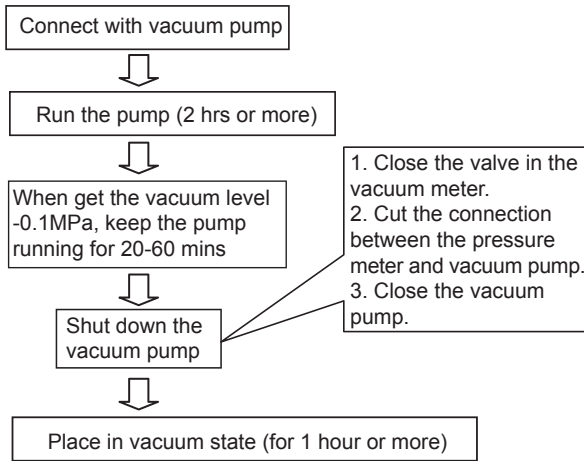 Connect with vacuum pump
Run the pump (2 hrs or more)
When get the vacuum level
-0.1MPa, keep the pump
running for 20-60 mins
Shut down the
vacuum pump
1. Close the valve in the
vacuum meter.
2. Cut the connection
between the pressure
meter and vacuum pump.
3. Close the vacuum
pump.
Place in vacuum state (for 1 hour or more)